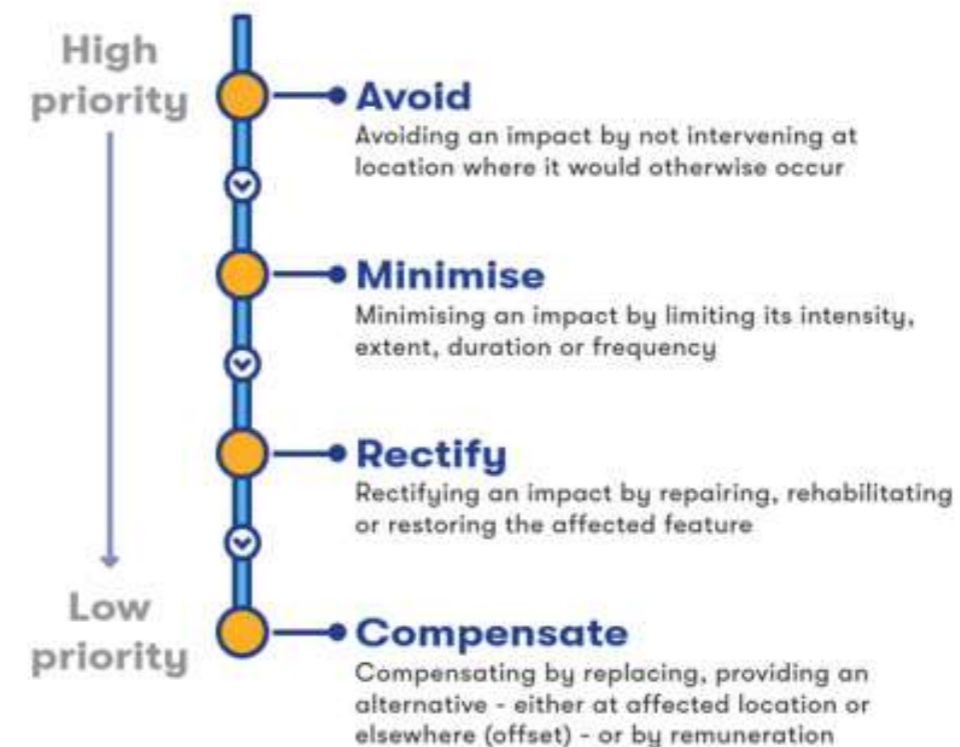 High
priority
Avoid
Avoiding an impact by not intervening at
location where it would otherwise occur
Minimise
Minimising an impact by limiting its intensity,
extent, duration or frequency
Rectify
Rectifying an impact by repairing, rehabilitating
or restoring the affected feature
Low
priority
Compensate
Compensating by replacing, providing an
alternative - either at affected location or
elsewhere (offset) - or by remuneration